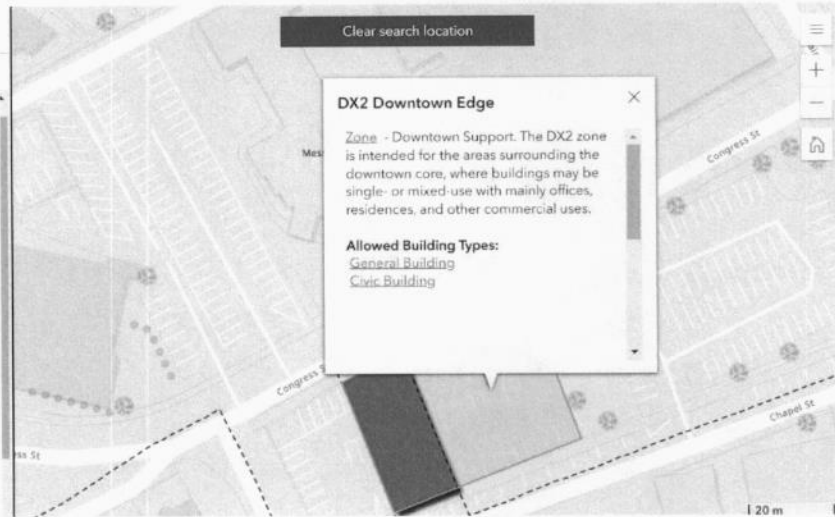 Clear search location
DX2 Downtown Edge
Zone - Downtown Support. The DX2 zone
is intended for the areas surrounding the
downtown core, where buildings may be
single- or mixed-use with mainly offices,
residences, and other commercial uses.
Allowed Building Types:
General Building
Civic Building
Mes
Congress St
Congress S
Chapel St
ss St
20 m